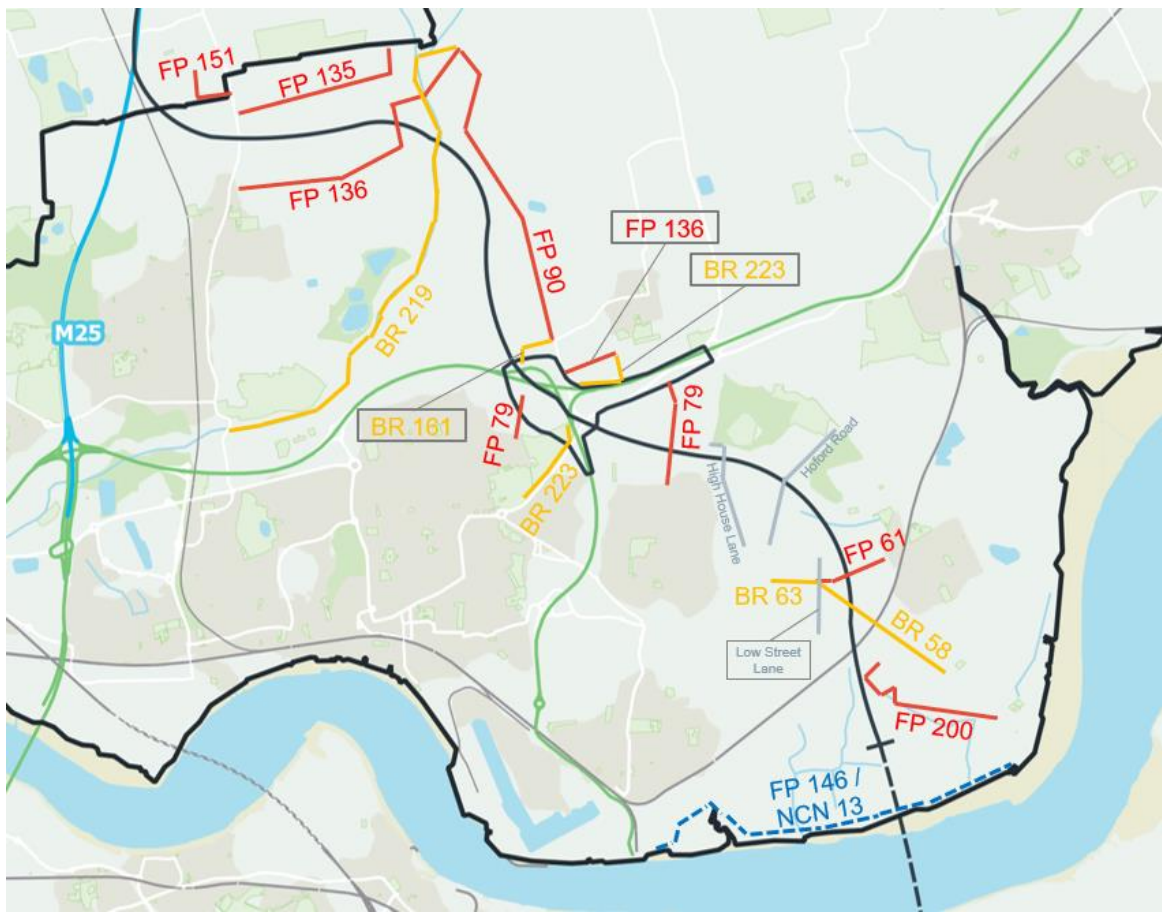 FP 151
FP 135
FP 136
FP 90
FP 136
BR 223
BR 219
M25
BR 161
FP 79
FP 79
BR 223
High House Lane
Hoford Road
FP 61
BR 63
BR 58
Low Street
Lane
FP 200
FP 146 /
NCN 13